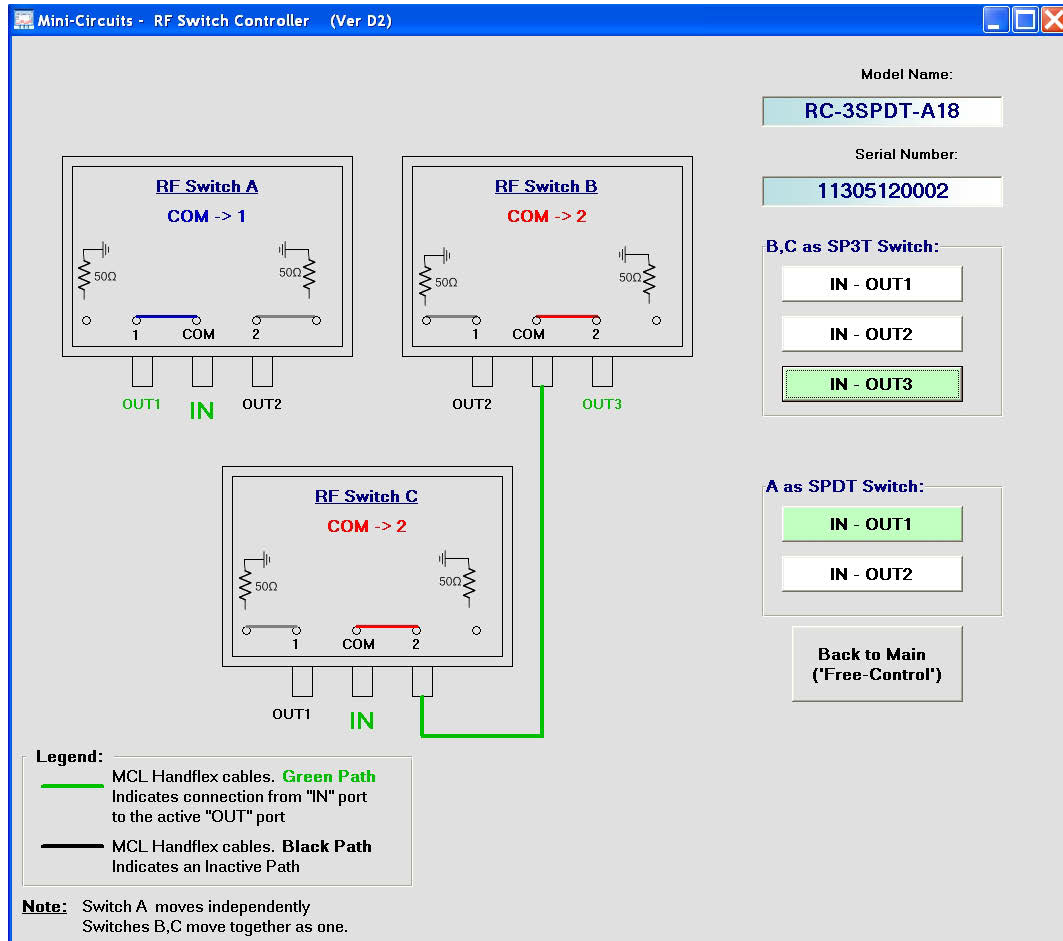 Mini-Circuits - RF Switch Controller (Ver D2)
Model Name:
RC-3SPDT-A18
Serial Number:
11305120002
RF Switch A
COM -> 1
50Ω
50Ω
1 COM 2
OUT1 IN OUT2
RF Switch B
COM -> 2
50Ω
50Ω
1 COM 2
OUT2 OUT3
B,C as SP3T Switch:
IN - OUT1
IN - OUT2
IN - OUT3
RF Switch C
COM -> 2
50Ω
50Ω
1 COM 2
OUT1 IN
A as SPDT Switch:
IN - OUT1
IN - OUT2
Back to Main
('Free-Control')
Legend:
MCL Handflex cables. Green Path
Indicates connection from "IN" port
to the active "OUT" port
MCL Handflex cables. Black Path
Indicates an Inactive Path
Note: Switch A moves independently
Switches B,C move together as one.